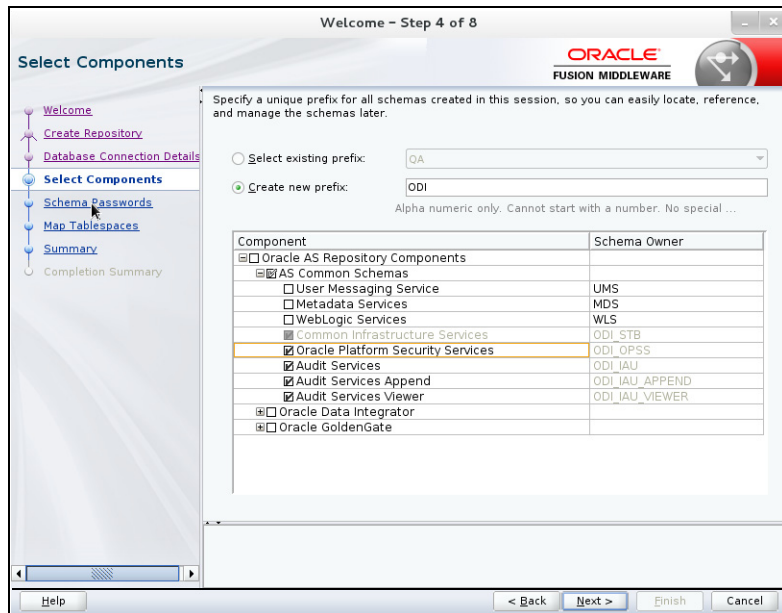 Welcome - Step 4 of 8
Select Components
ORACLE
FUSION MIDDLEWARE
Welcome
Create Repository
Database Connection Details
Select Components
Schema Passwords
Map Tablespaces
Summary
Completion Summary
Specify a unique prefix for all schemas created in this session, so you can easily locate, reference,
and manage the schemas later.
Select existing prefix: QA
Create new prefix: ODI
Alpha numeric only. Cannot start with a number. No special ...
Component Schema Owner
Oracle AS Repository Components
AS Common Schemas
User Messaging Service UMS
Metadata Services MDS
WebLogic Services WLS
Common Infrastructure Services ODI_STB
Oracle Platform Security Services ODI_OPSS
Audit Services ODI_IAU
Audit Services Append ODI_IAU_APPEND
Audit Services Viewer ODI_IAU_VIEWER
Oracle Data Integrator
Oracle GoldenGate
Help < Back Next > Finish Cancel